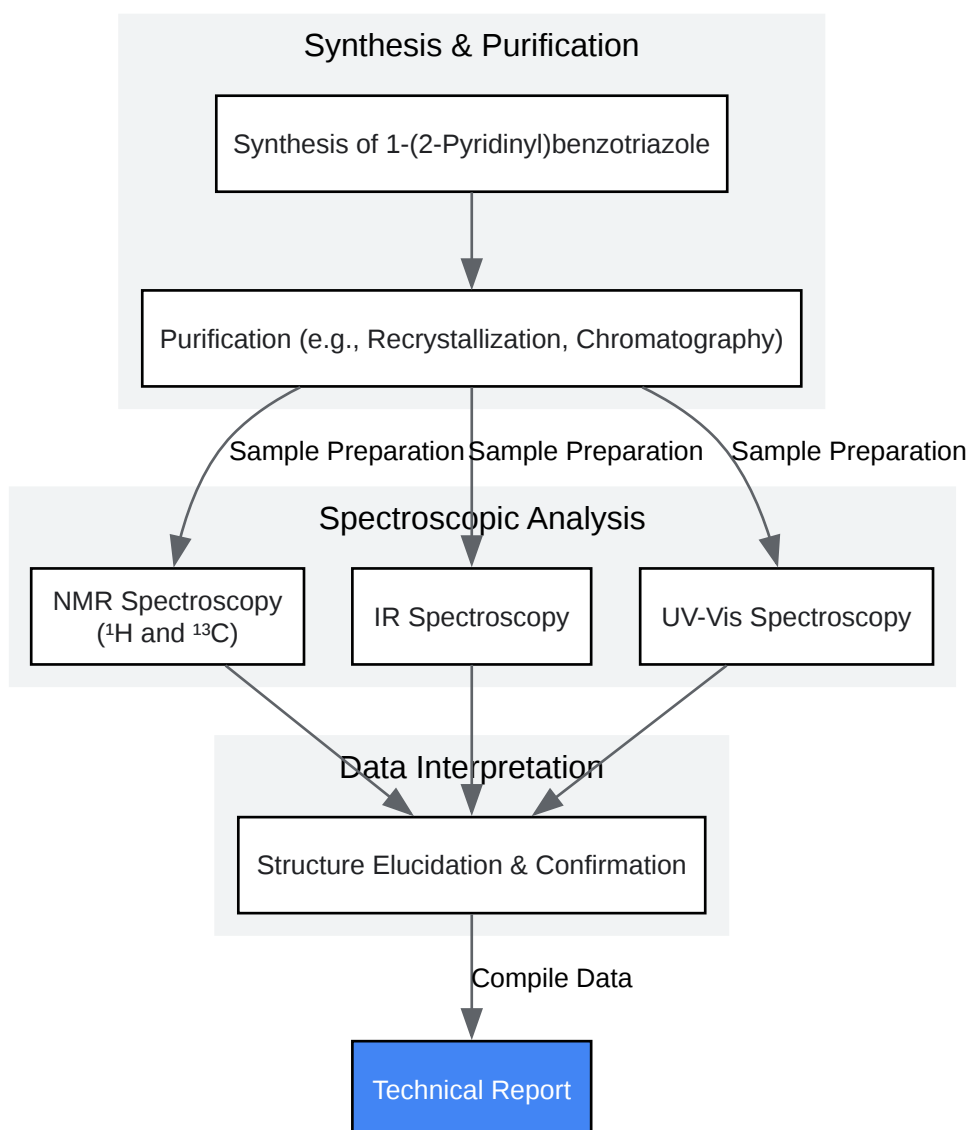 Synthesis & Purification
Synthesis of 1-(2-Pyridinyl)benzotriazole
Purification (e.g., Recrystallization, Chromatography)
Sample Preparation
Sample Preparation
Sample Preparation
Spectroscopic Analysis
NMR Spectroscopy
(¹H and ¹³C)
IR Spectroscopy
UV-Vis Spectroscopy
Data Interpretation
Structure Elucidation & Confirmation
Compile Data
Technical Report